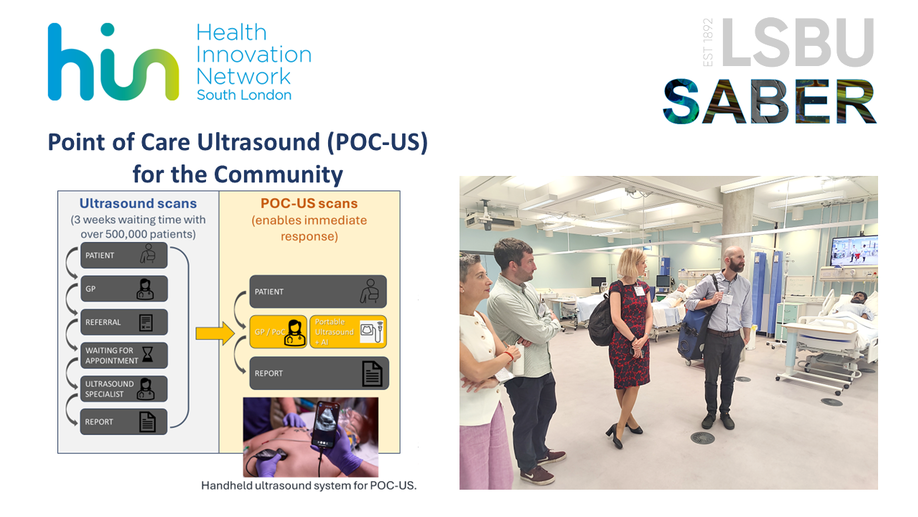 hin
Health
Innovation
Network
South London
EST 1892
LSBU
SABER
Point of Care Ultrasound (POC-US)
for the Community
Ultrasound scans
(3 weeks waiting time with
over 500,000 patients)
PATIENT
GP
REFERRAL
WAITING FOR
APPOINTMENT
ULTRASOUND
SPECIALIST
REPORT
POC-US scans
(enables immediate
response)
PATIENT
GP / PoC
Portable
Ultrasound
+ AI
REPORT
Handheld ultrasound system for POC-US.